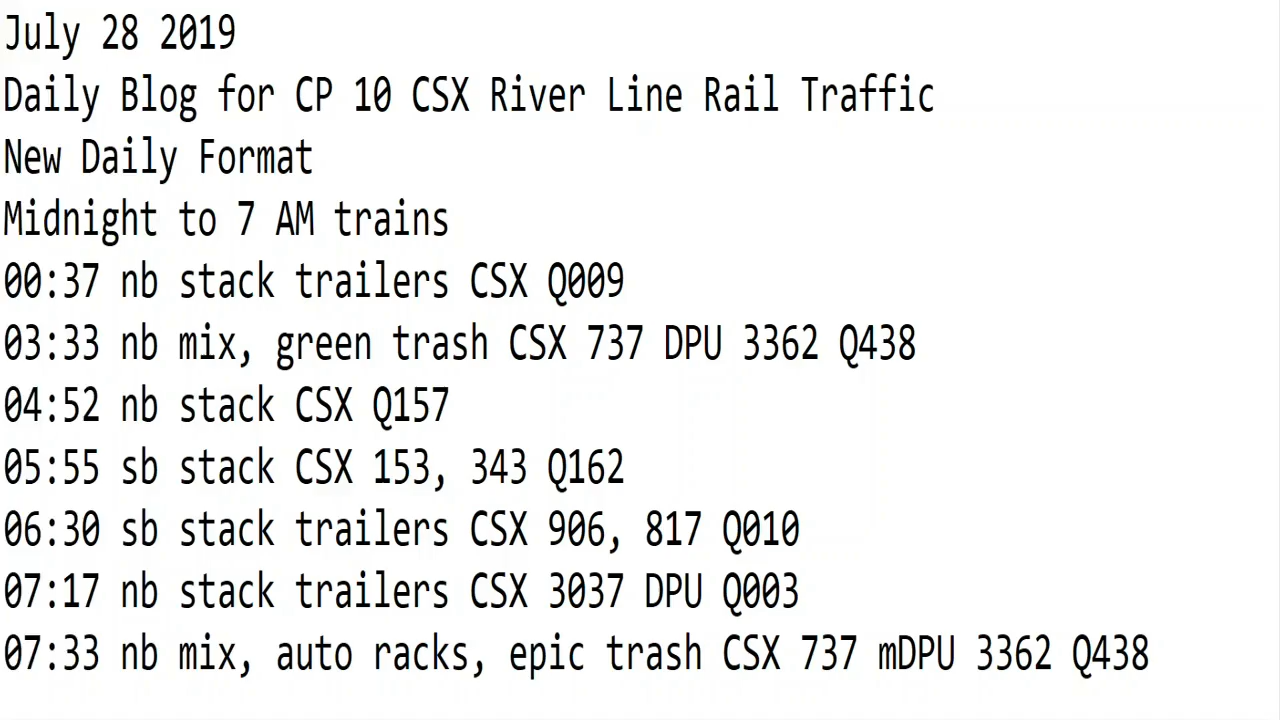 July 28 2019
Daily Blog for CP 10 CSX River Line Rail Traffic
New Daily Format
Midnight to 7 AM trains
00:37 nb stack trailers CSX Q009
03:33 nb mix, green trash CSX 737 DPU 3362 Q438
04:52 nb stack CSX Q157
05:55 sb stack CSX 153, 343 Q162
06:30 sb stack trailers CSX 906, 817 Q010
07:17 nb stack trailers CSX 3037 DPU Q003
07:33 nb mix, auto racks, epic trash CSX 737 mDPU 3362 Q438